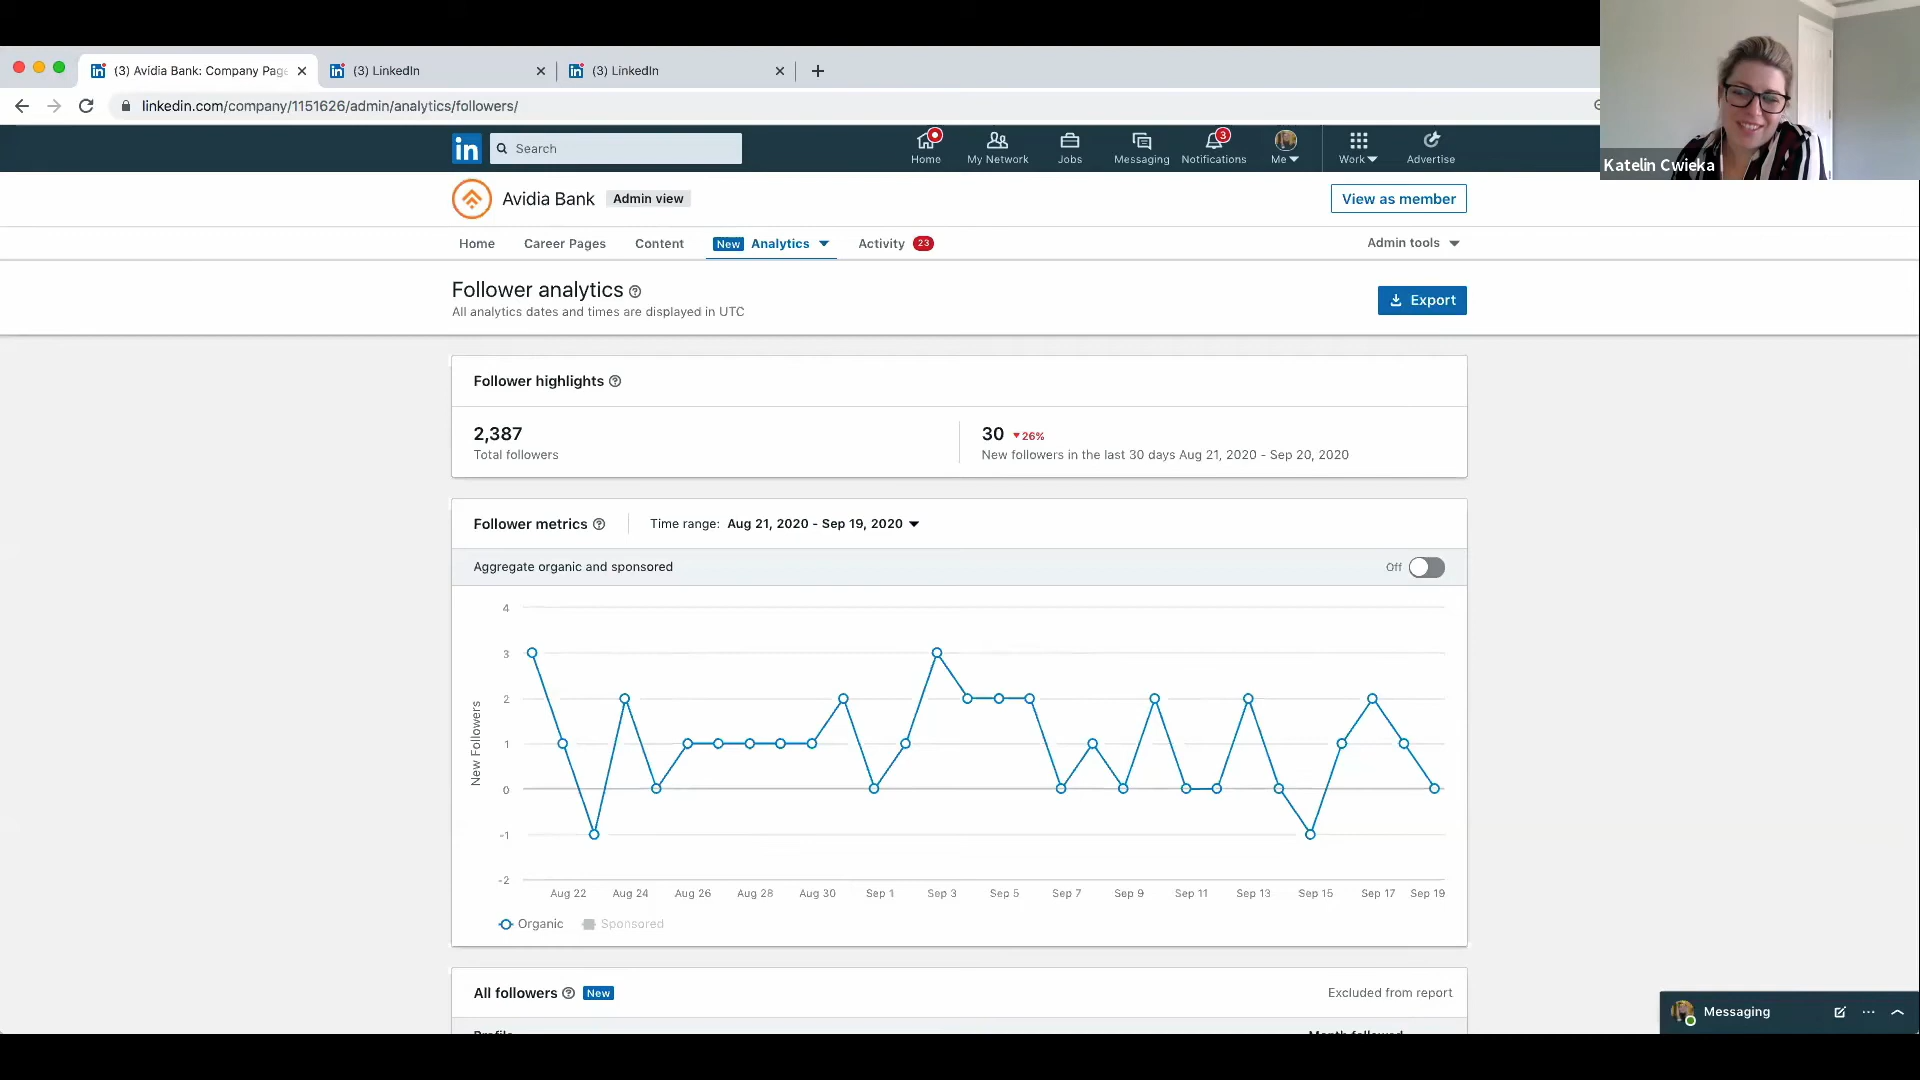 (3) Avidia Bank: Company Page
(3) LinkedIn
(3) LinkedIn
linkedin.com/company/1151626/admin/analytics/followers/
Katelin Cwieka
in
Search
Home
My Network
Jobs
Messaging
3
Notifications
Me
Work
Advertise
Avidia Bank
Admin view
View as member
Home
Career Pages
Content
New
Analytics
Activity
23
Admin tools
Follower analytics
All analytics dates and times are displayed in UTC
Export
Follower highlights
2,387
Total followers
30
26%
New followers in the last 30 days Aug 21, 2020 - Sep 20, 2020
Follower metrics
Time range: Aug 21, 2020 - Sep 19, 2020
Aggregate organic and sponsored
Off
4
3
2
1
0
-1
-2
New Followers
Aug 22
Aug 24
Aug 26
Aug 28
Aug 30
Sep 1
Sep 3
Sep 5
Sep 7
Sep 9
Sep 11
Sep 13
Sep 15
Sep 17
Sep 19
Organic
Sponsored
All followers
New
Excluded from report
Profile
Month followed
Messaging